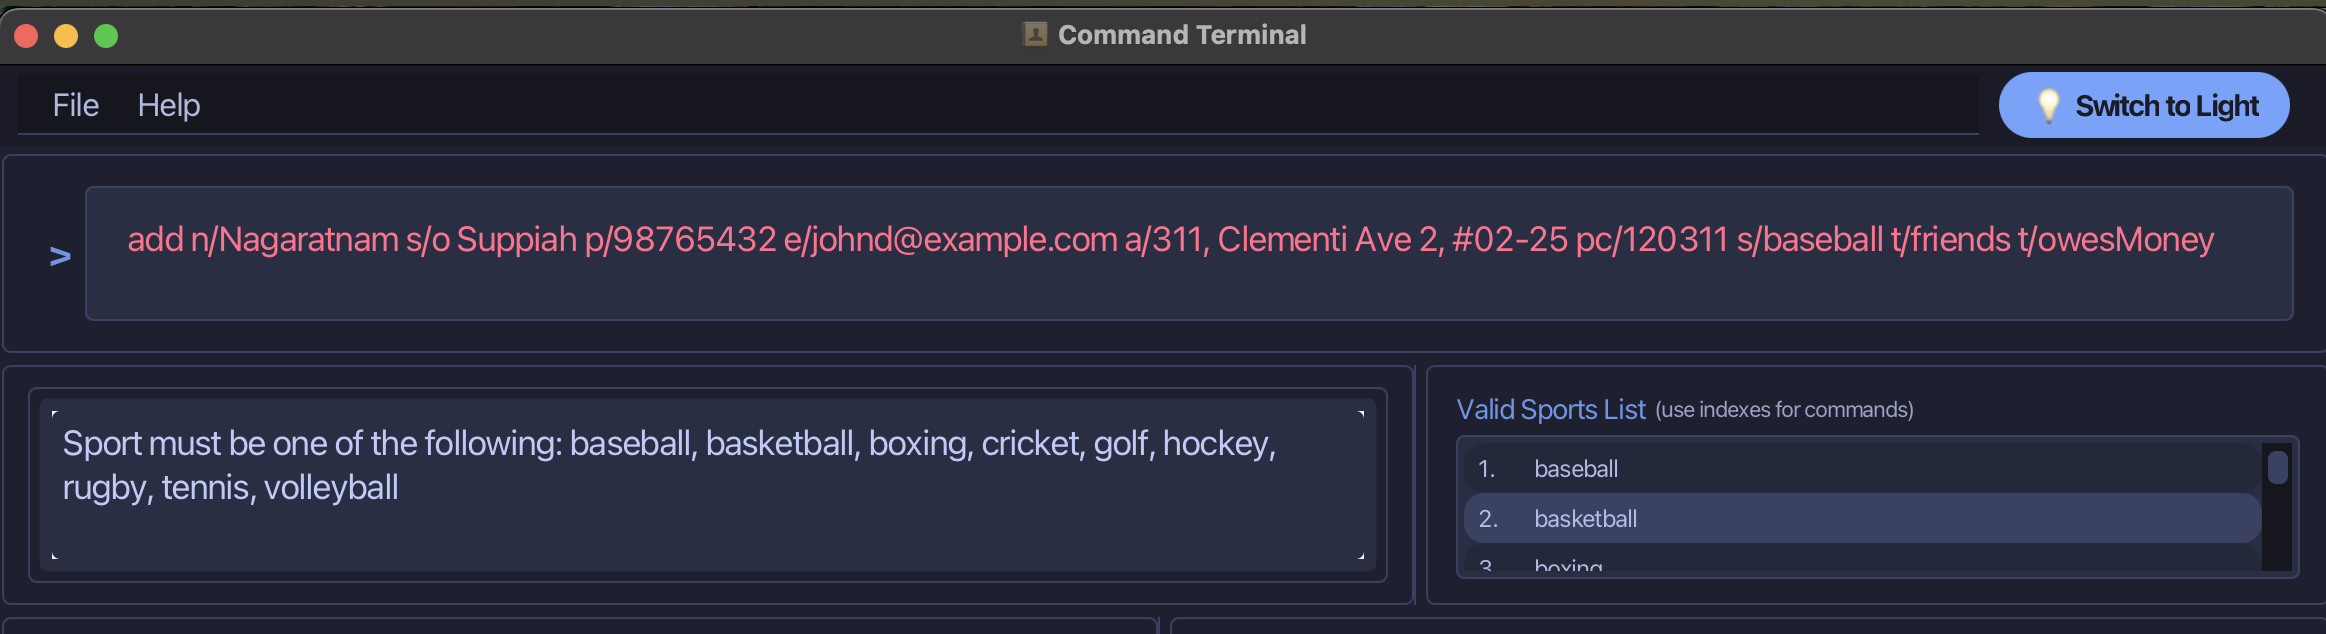 Command Terminal
File Help
Switch to Light
> add n/Nagaratnam s/o Suppiah p/98765432 e/johnd@example.com a/311, Clementi Ave 2, #02-25 pc/120311 s/baseball t/friends t/owesMoney
Sport must be one of the following: baseball, basketball, boxing, cricket, golf, hockey,
rugby, tennis, volleyball
Valid Sports List (use indexes for commands)
1. baseball
2. basketball
3. boxing